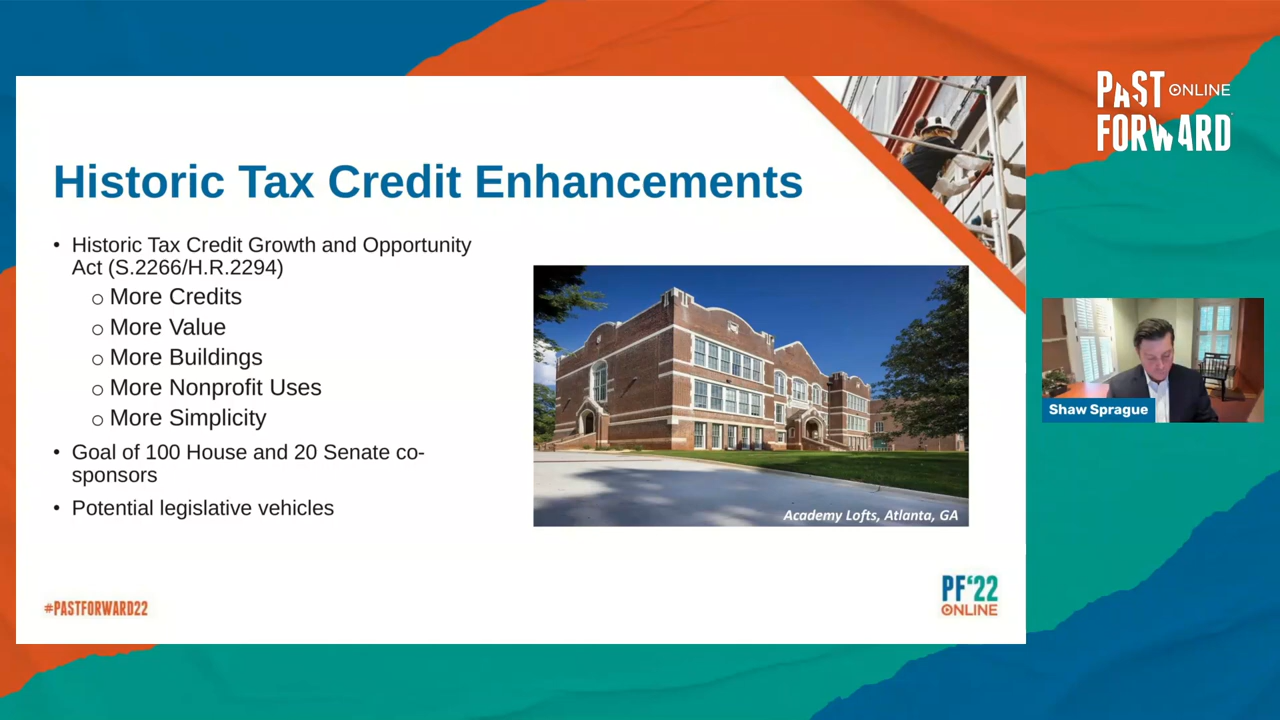 PAST ONLINE
FORWARD
Historic Tax Credit Enhancements
• Historic Tax Credit Growth and Opportunity
Act (S.2266/H.R.2294)
o More Credits
o More Value
o More Buildings
o More Nonprofit Uses
o More Simplicity
• Goal of 100 House and 20 Senate co-
sponsors
• Potential legislative vehicles
Academy Lofts, Atlanta, GA
Shaw Sprague
#PASTFORWARD22
PF'22
ONLINE